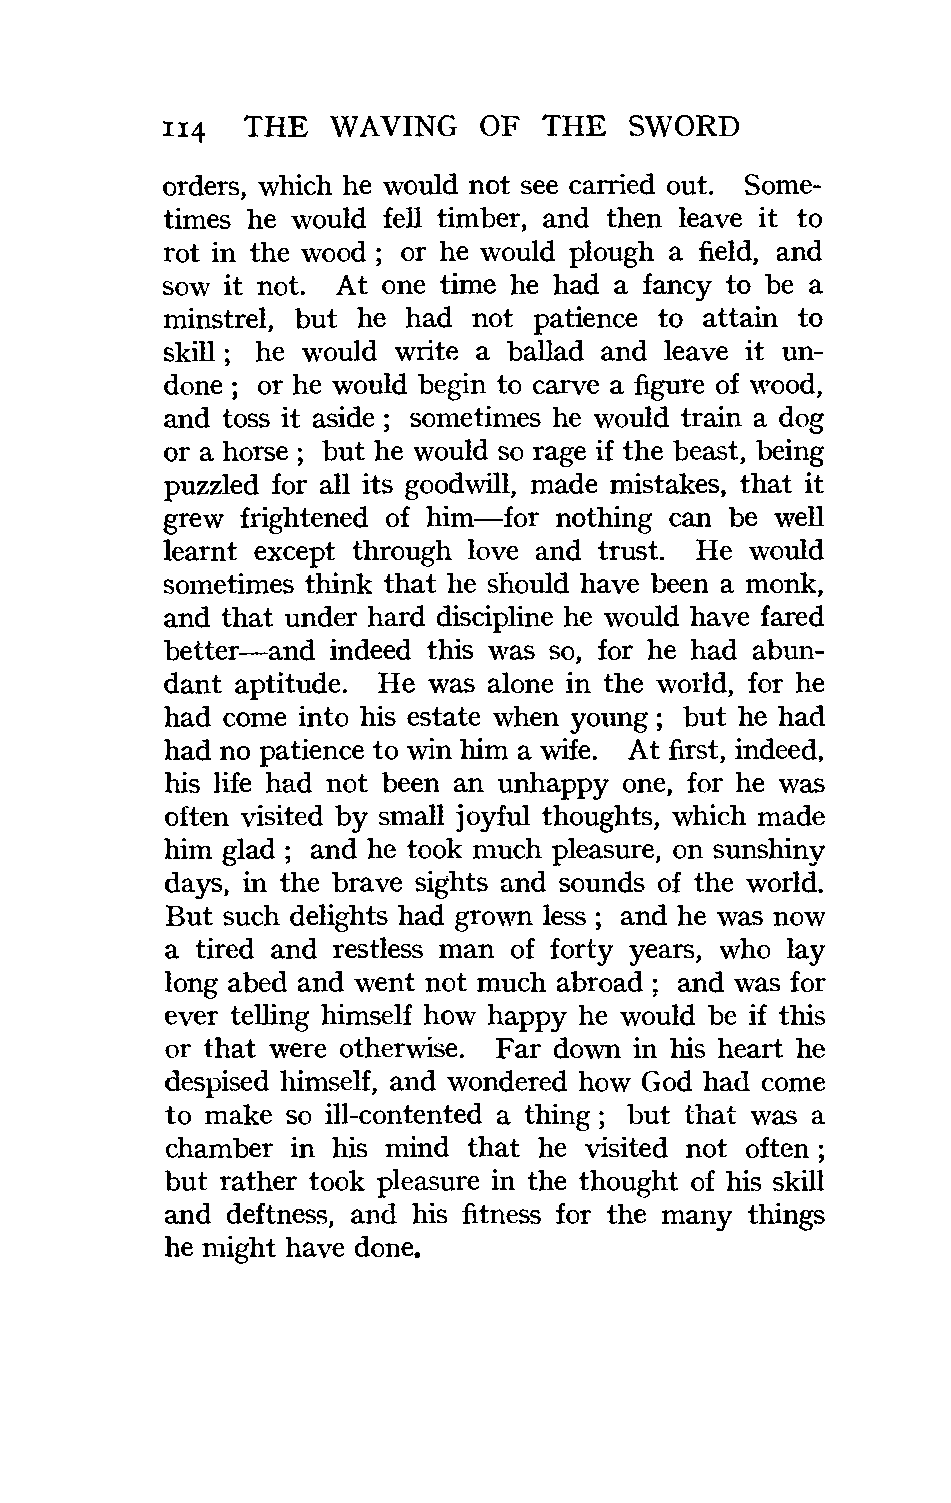 114 THE WAVING OF THE SWORD
orders, which he would not see carried out. Some-
times he would fell timber, and then leave it to
rot in the wood ; or he would plough a field, and
sow it not. At one time he had a fancy to be a
minstrel, but he had not patience to attain to
skill ; he would write a ballad and leave it un-
done ; or he would begin to carve a figure of wood,
and toss it aside ; sometimes he would train a dog
or a horse ; but he would so rage if the beast, being
puzzled for all its goodwill, made mistakes, that it
grew frightened of him—for nothing can be well
learnt except through love and trust. He would
sometimes think that he should have been a monk,
and that under hard discipline he would have fared
better—and indeed this was so, for he had abun-
dant aptitude. He was alone in the world, for he
had come into his estate when young ; but he had
had no patience to win him a wife. At first, indeed,
his life had not been an unhappy one, for he was
often visited by small joyful thoughts, which made
him glad ; and he took much pleasure, on sunshiny
days, in the brave sights and sounds of the world.
But such delights had grown less ; and he was now
a tired and restless man of forty years, who lay
long abed and went not much abroad ; and was for
ever telling himself how happy he would be if this
or that were otherwise. Far down in his heart he
despised himself, and wondered how God had come
to make so ill-contented a thing ; but that was a
chamber in his mind that he visited not often ;
but rather took pleasure in the thought of his skill
and deftness, and his fitness for the many things
he might have done.